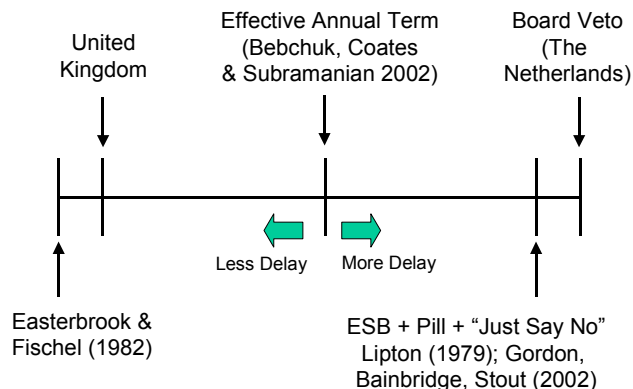 United
Kingdom
Effective Annual Term
(Bebchuk, Coates
& Subramanian 2002)
Board Veto
(The
Netherlands)
Less Delay
More Delay
Easterbrook &
Fischel (1982)
ESB + Pill + “Just Say No”
Lipton (1979); Gordon,
Bainbridge, Stout (2002)